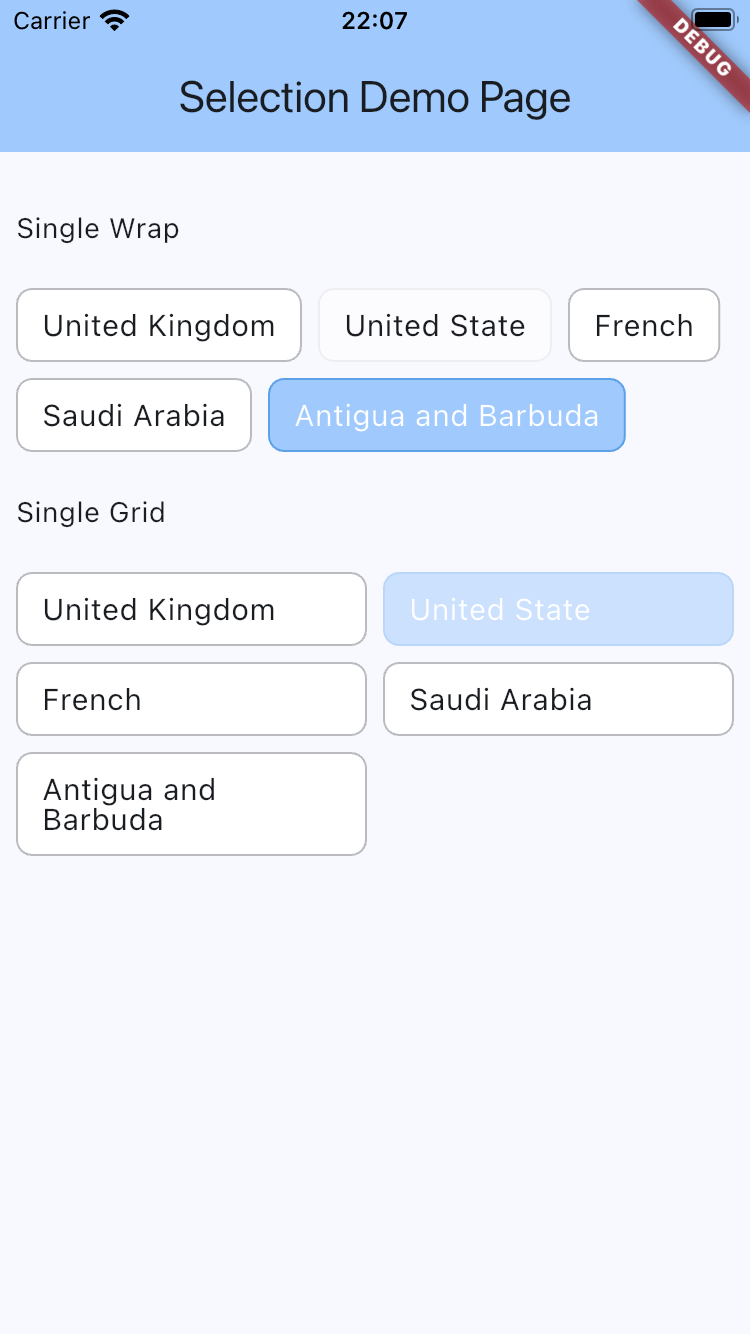 Carrier 22:07
DEBUG
Selection Demo Page
Single Wrap
United Kingdom United State French
Saudi Arabia Antigua and Barbuda
Single Grid
United Kingdom United State
French Saudi Arabia
Antigua and
Barbuda